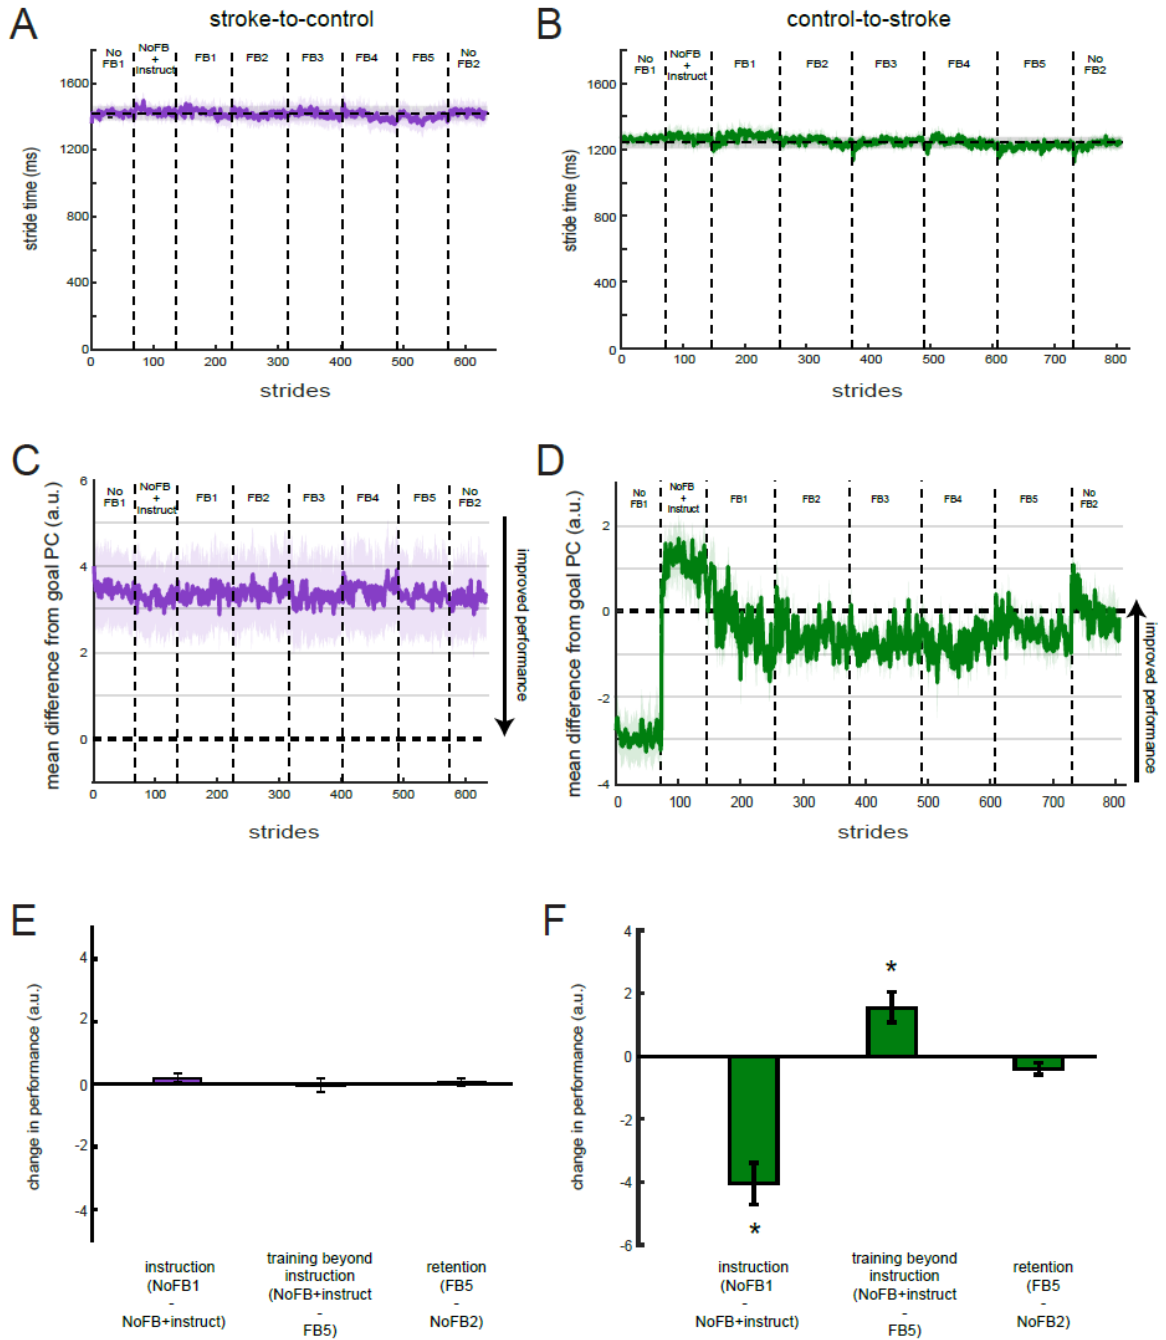 A
stroke-to-control
B
control-to-stroke
No
FB1
NoFB
+
Instruct
FB1
FB2
FB3
FB4
FB5
No
FB2
1600
1200
800
400
0
stride time (ms)
0 100 200 300 400 500 600
strides
No
FB1
NoFB
+
Instruct
FB1
FB2
FB3
FB4
FB5
No
FB2
1600
1200
800
400
0
stride time (ms)
0 100 200 300 400 500 600 700 800
strides
C
No
FB1
NoFB
+
Instruct
FB1
FB2
FB3
FB4
FB5
No
FB2
6
4
2
0
mean difference from goal PC (a.u.)
improved performance
0 100 200 300 400 500 600
strides
D
No
FB1
NoFB
+
Instruct
FB1
FB2
FB3
FB4
FB5
No
FB2
2
0
-2
-4
mean difference from goal PC (a.u.)
improved performance
0 100 200 300 400 500 600 700 800
strides
E
4
2
0
-2
-4
change in performance (a.u.)
instruction
(NoFB1
-
NoFB+instruct)
training beyond
instruction
(NoFB+instruct
-
FB5)
retention
(FB5
-
NoFB2)
F
4
2
0
-2
-4
-6
change in performance (a.u.)
*
*
instruction
(NoFB1
-
NoFB+instruct)
training beyond
instruction
(NoFB+instruct
-
FB5)
retention
(FB5
-
NoFB2)